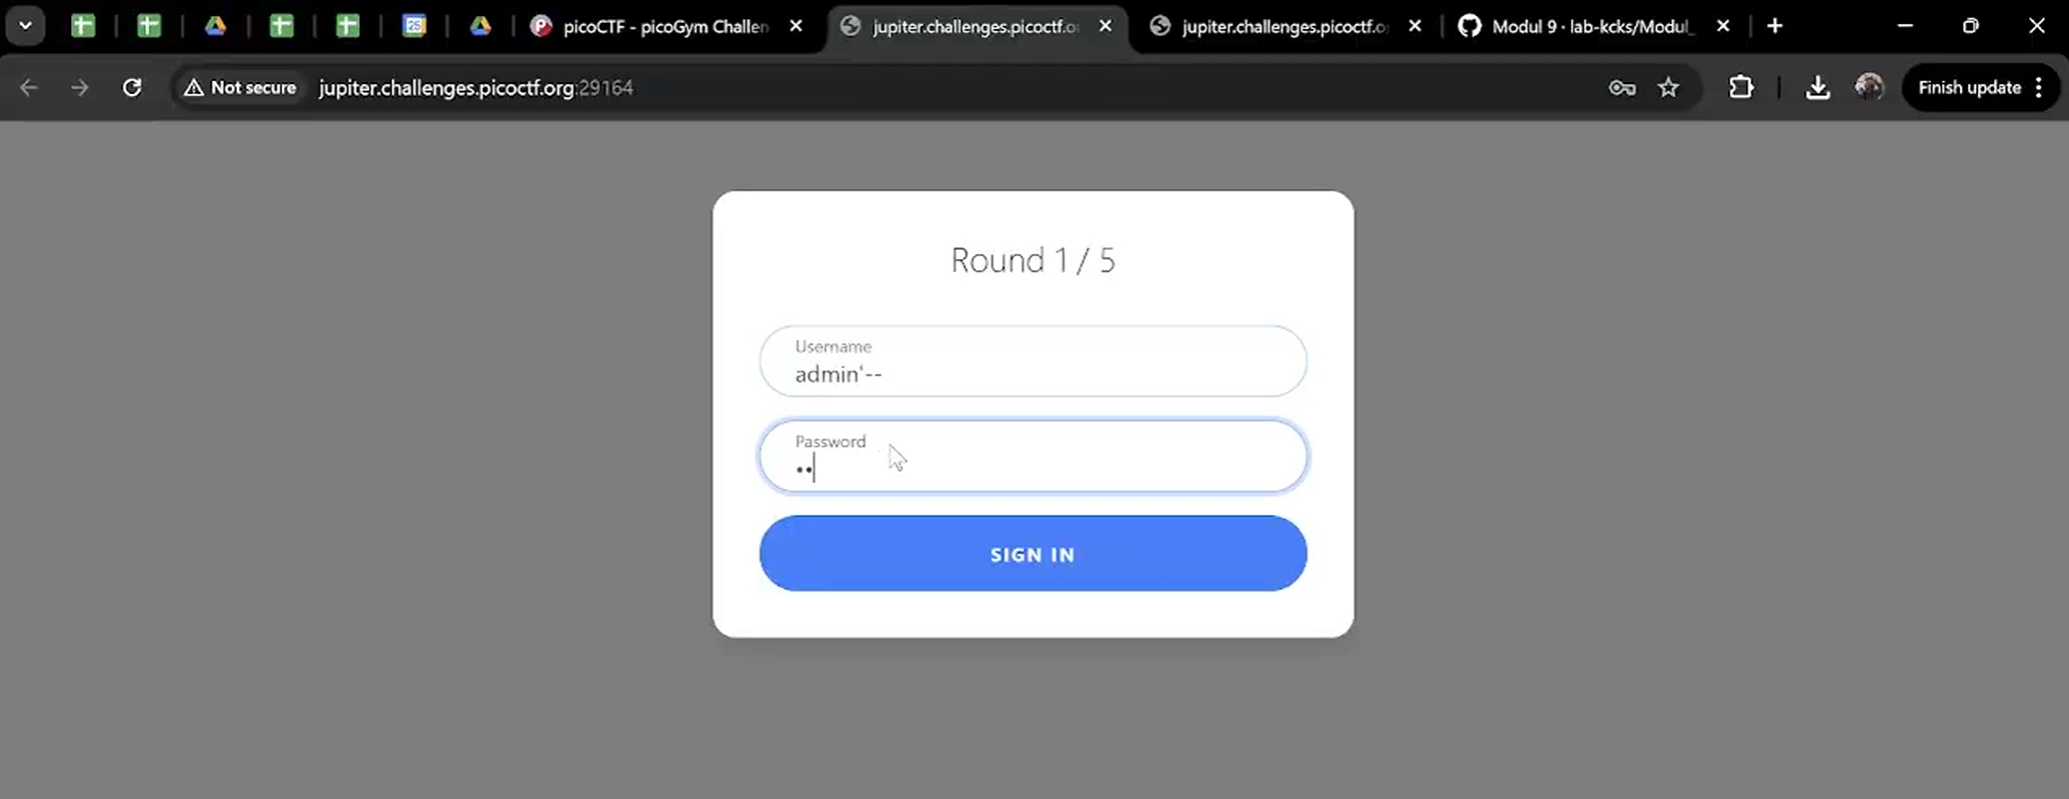 picoCTF - picoGym Challen
jupiter.challenges.picoctf.o
jupiter.challenges.picoctf.o
Modul 9 · lab-kcks/Modul_
Not secure
jupiter.challenges.picoctf.org:29164
Finish update
Round 1 / 5
Username
admin'--
Password
••
SIGN IN